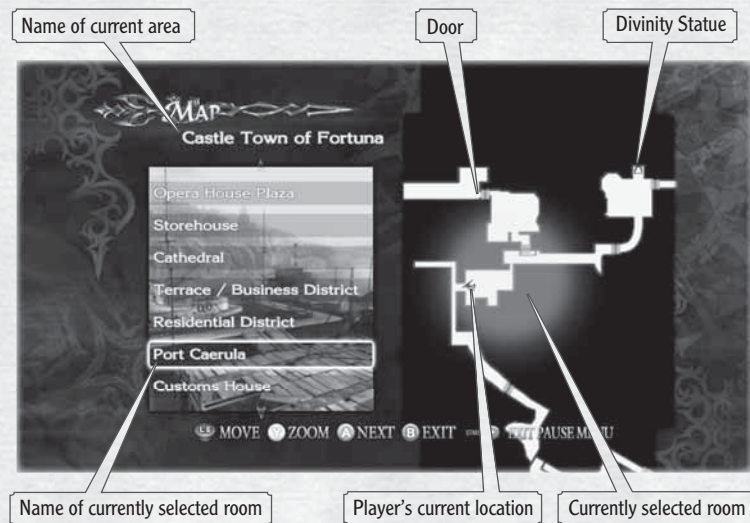 Name of current area
Door
Divinity Statue
MAP
Castle Town of Fortuna
Opera House Plaza
Storehouse
Cathedral
Terrace / Business District
Residential District
Port Caerula
Customs House
MOVE Y ZOOM A NEXT B EXIT EXIT PAUSE MENU
Name of currently selected room
Player's current location
Currently selected room